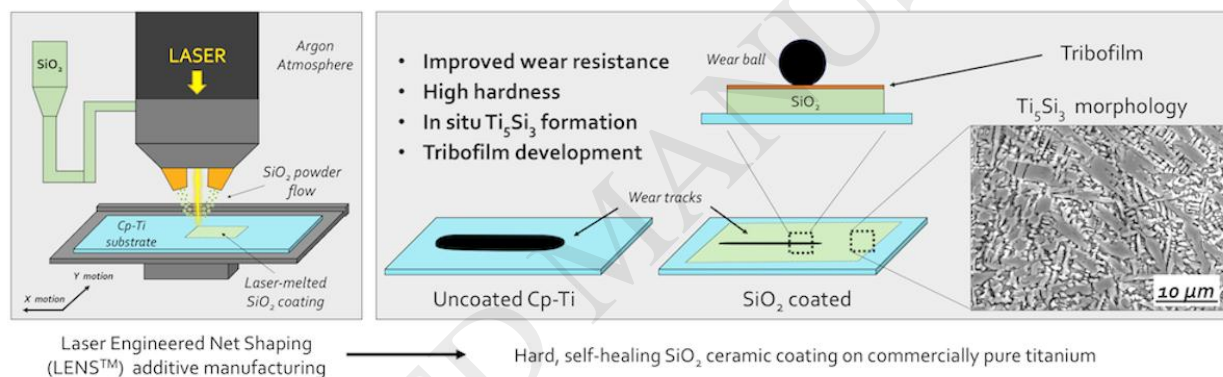 SiO₂
LASER
Argon
Atmosphere
SiO₂ powder
flow
Cp-Ti
substrate
Y motion
X motion
Laser-melted
SiO₂ coating
• Improved wear resistance
• High hardness
• In situ Ti₅Si₃ formation
• Tribofilm development
Wear ball
Tribofilm
SiO₂
Ti₅Si₃ morphology
Wear tracks
Uncoated Cp-Ti
SiO₂ coated
10 μm
Laser Engineered Net Shaping
(LENS™) additive manufacturing
Hard, self-healing SiO₂ ceramic coating on commercially pure titanium